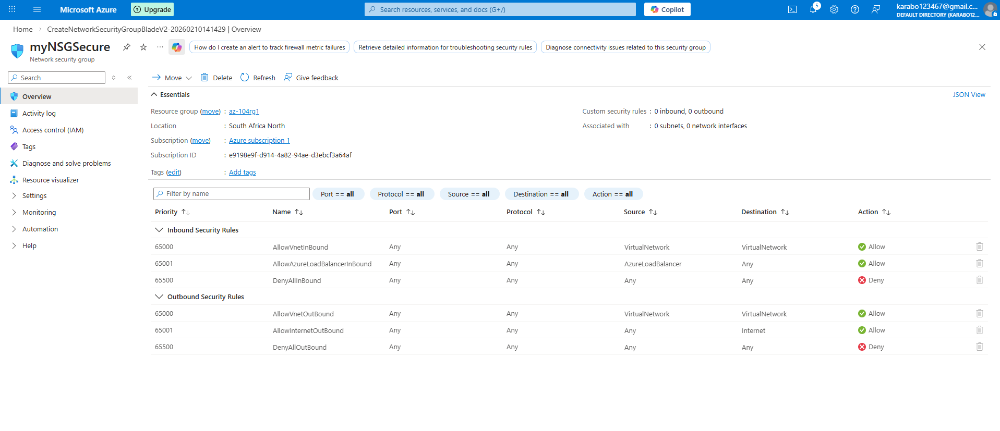 Microsoft Azure
Upgrade
Search resources, services, and docs (G+/)
Copilot
5
karabo123467@gmail.c...
DEFAULT DIRECTORY (KARABO12...
Home > CreateNetworkSecurityGroupBladeV2-20260210141429 | Overview
myNSGSecure
Network security group
How do I create an alert to track firewall metric failures
Retrieve detailed information for troubleshooting security rules
Diagnose connectivity issues related to this security group
Search
Overview
Activity log
Access control (IAM)
Tags
Diagnose and solve problems
Resource visualizer
Settings
Monitoring
Automation
Help
Move
Delete
Refresh
Give feedback
Essentials
JSON View
Resource group (move) : az-104rg1
Location : South Africa North
Subscription (move) : Azure subscription 1
Subscription ID : e9198e9f-d914-4a82-94ae-d3ebcf3a64af
Tags (edit) : Add tags
Custom security rules : 0 inbound, 0 outbound
Associated with : 0 subnets, 0 network interfaces
Filter by name
Port == all
Protocol == all
Source == all
Destination == all
Action == all
Priority Name Port Protocol Source Destination Action
Inbound Security Rules
65000 AllowVnetInBound Any Any VirtualNetwork VirtualNetwork Allow
65001 AllowAzureLoadBalancerInBound Any Any AzureLoadBalancer Any Allow
65500 DenyAllInBound Any Any Any Any Deny
Outbound Security Rules
65000 AllowVnetOutBound Any Any VirtualNetwork VirtualNetwork Allow
65001 AllowInternetOutBound Any Any Any Internet Allow
65500 DenyAllOutBound Any Any Any Any Deny